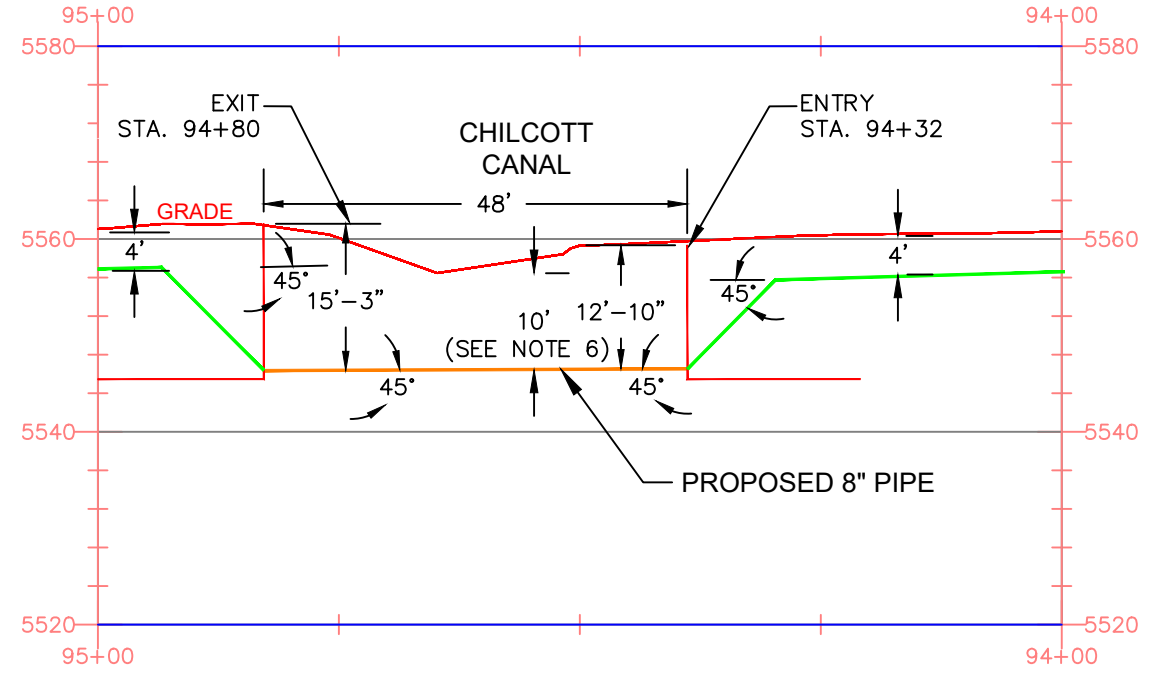 95+00
94+00
5580
5580
EXIT
STA. 94+80
CHILCOTT
CANAL
ENTRY
STA. 94+32
48'
GRADE
5560
5560
4'
4'
45°
15'-3"
45°
10'
(SEE NOTE 6)
12'-10"
45°
45°
5540
5540
PROPOSED 8" PIPE
5520
5520
95+00
94+00